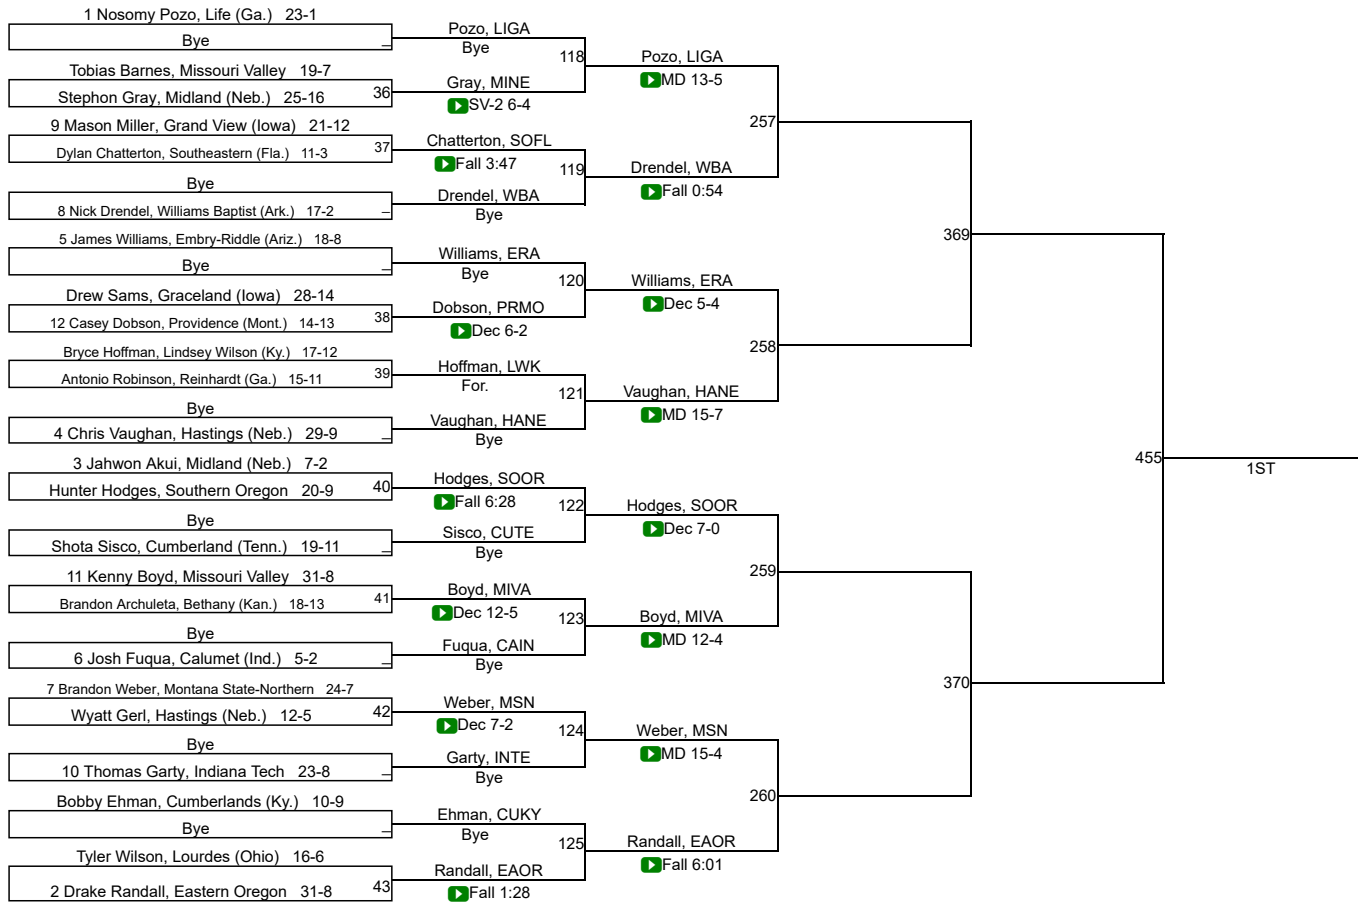 1 Nosomy Pozo, Life (Ga.) 23-1
Bye
_
Tobias Barnes, Missouri Valley 19-7
Stephon Gray, Midland (Neb.) 25-16
36
9 Mason Miller, Grand View (Iowa) 21-12
Dylan Chatterton, Southeastern (Fla.) 11-3
37
Bye
8 Nick Drendel, Williams Baptist (Ark.) 17-2
_
5 James Williams, Embry-Riddle (Ariz.) 18-8
Bye
_
Drew Sams, Graceland (Iowa) 28-14
12 Casey Dobson, Providence (Mont.) 14-13
38
Bryce Hoffman, Lindsey Wilson (Ky.) 17-12
Antonio Robinson, Reinhardt (Ga.) 15-11
39
Bye
4 Chris Vaughan, Hastings (Neb.) 29-9
_
3 Jahwon Akui, Midland (Neb.) 7-2
Hunter Hodges, Southern Oregon 20-9
40
Bye
Shota Sisco, Cumberland (Tenn.) 19-11
_
11 Kenny Boyd, Missouri Valley 31-8
Brandon Archuleta, Bethany (Kan.) 18-13
41
Bye
6 Josh Fuqua, Calumet (Ind.) 5-2
_
7 Brandon Weber, Montana State-Northern 24-7
Wyatt Gerl, Hastings (Neb.) 12-5
42
Bye
10 Thomas Garty, Indiana Tech 23-8
_
Bobby Ehman, Cumberlands (Ky.) 10-9
Bye
_
Tyler Wilson, Lourdes (Ohio) 16-6
2 Drake Randall, Eastern Oregon 31-8
43
Pozo, LIGA
Bye
118
Gray, MINE
SV-2 6-4
Chatterton, SOFL
Fall 3:47
119
Drendel, WBA
Bye
Williams, ERA
Bye
120
Dobson, PRMO
Dec 6-2
Hoffman, LWK
For.
121
Vaughan, HANE
Bye
Hodges, SOOR
Fall 6:28
122
Sisco, CUTE
Bye
Boyd, MIVA
Dec 12-5
123
Fuqua, CAIN
Bye
Weber, MSN
Dec 7-2
124
Garty, INTE
Bye
Ehman, CUKY
Bye
125
Randall, EAOR
Fall 1:28
Pozo, LIGA
MD 13-5
257
Drendel, WBA
Fall 0:54
Williams, ERA
Dec 5-4
258
Vaughan, HANE
MD 15-7
Hodges, SOOR
Dec 7-0
259
Boyd, MIVA
MD 12-4
Weber, MSN
MD 15-4
260
Randall, EAOR
Fall 6:01
369
370
455
1ST